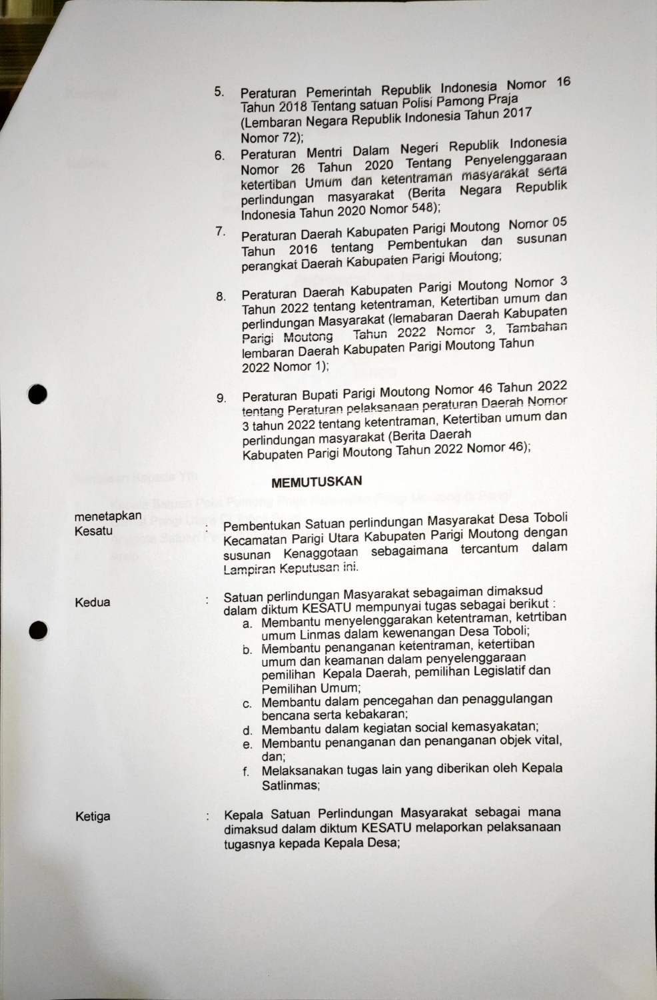 5. Peraturan Pemerintah Republik Indonesia Nomor 16
Tahun 2018 Tentang satuan Polisi Pamong Praja
(Lembaran Negara Republik Indonesia Tahun 2017
Nomor 72);
6. Peraturan Mentri Dalam Negeri Republik Indonesia
Nomor 26 Tahun 2020 Tentang Penyelenggaraan
ketertiban Umum dan ketentraman masyarakat serta
perlindungan masyarakat (Berita Negara Republik
Indonesia Tahun 2020 Nomor 548);
7. Peraturan Daerah Kabupaten Parigi Moutong Nomor 05
Tahun 2016 tentang Pembentukan dan susunan
perangkat Daerah Kabupaten Parigi Moutong;
8. Peraturan Daerah Kabupaten Parigi Moutong Nomor 3
Tahun 2022 tentang ketentraman, Ketertiban umum dan
perlindungan Masyarakat (lemabaran Daerah Kabupaten
Parigi Moutong Tahun 2022 Nomor 3, Tambahan
lembaran Daerah Kabupaten Parigi Moutong Tahun
2022 Nomor 1);
9. Peraturan Bupati Parigi Moutong Nomor 46 Tahun 2022
tentang Peraturan pelaksanaan peraturan Daerah Nomor
3 tahun 2022 tentang ketentraman, Ketertiban umum dan
perlindungan masyarakat (Berita Daerah
Kabupaten Parigi Moutong Tahun 2022 Nomor 46);
MEMUTUSKAN
menetapkan
Kesatu : Pembentukan Satuan perlindungan Masyarakat Desa Toboli
Kecamatan Parigi Utara Kabupaten Parigi Moutong dengan
susunan Kenaggotaan sebagaimana tercantum dalam
Lampiran Keputusan ini.
Kedua : Satuan perlindungan Masyarakat sebagaiman dimaksud
dalam diktum KESATU mempunyai tugas sebagai berikut :
a. Membantu menyelenggarakan ketentraman, ketrtiban
umum Linmas dalam kewenangan Desa Toboli;
b. Membantu penanganan ketentraman, ketertiban
umum dan keamanan dalam penyelenggaraan
pemilihan Kepala Daerah, pemilihan Legislatif dan
Pemilihan Umum;
c. Membantu dalam pencegahan dan penaggulangan
bencana serta kebakaran;
d. Membantu dalam kegiatan social kemasyakatan;
e. Membantu penanganan dan penanganan objek vital,
dan;
f. Melaksanakan tugas lain yang diberikan oleh Kepala
Satlinmas;
Ketiga : Kepala Satuan Perlindungan Masyarakat sebagai mana
dimaksud dalam diktum KESATU melaporkan pelaksanaan
tugasnya kepada Kepala Desa;